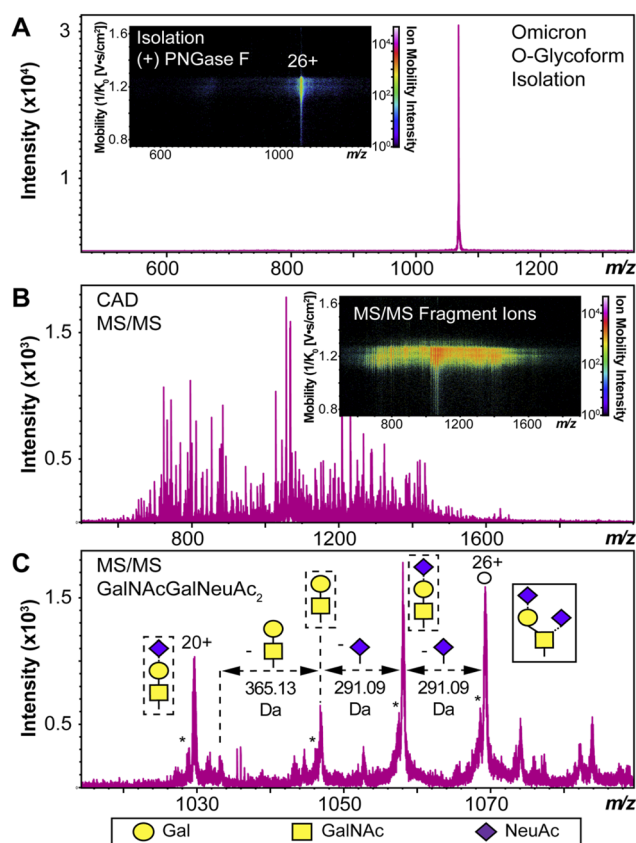 A
Isolation
(+) PNGase F
26+
Mobility (1/K0 [V•s/cm²])
1.6
1.2
0.8
600
1000
m/z
10⁴
10²
10⁰
Ion Mobility
Intensity
Omicron
O-Glycoform
Isolation
Intensity (x10⁴)
3
1
600
800
1000
1200
m/z
B
CAD
MS/MS
MS/MS Fragment Ions
Mobility (1/K0 [V•s/cm²])
1.6
1.2
0.8
800
1200
1600
m/z
10⁴
10²
10⁰
Ion Mobility
Intensity
Intensity (x10³)
1.5
0.5
800
1200
1600
m/z
C
MS/MS
GalNAcGalNeuAc₂
26+
20+
-
-
-
365.13
Da
291.09
Da
291.09
Da
*
*
*
*
Intensity (x10³)
1.5
0.5
1030
1050
1070
m/z
Gal
GalNAc
NeuAc